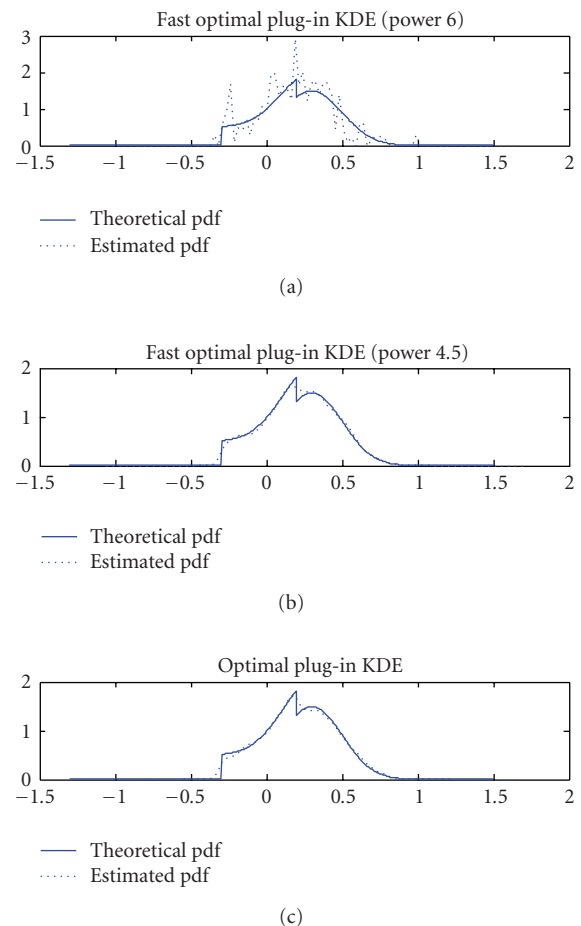 Fast optimal plug-in KDE (power 6)
3
2
1
0
−1.5 −1 −0.5 0 0.5 1 1.5 2
Theoretical pdf
Estimated pdf
(a)
Fast optimal plug-in KDE (power 4.5)
2
1
0
−1.5 −1 −0.5 0 0.5 1 1.5 2
Theoretical pdf
Estimated pdf
(b)
Optimal plug-in KDE
2
1
0
−1.5 −1 −0.5 0 0.5 1 1.5 2
Theoretical pdf
Estimated pdf
(c)